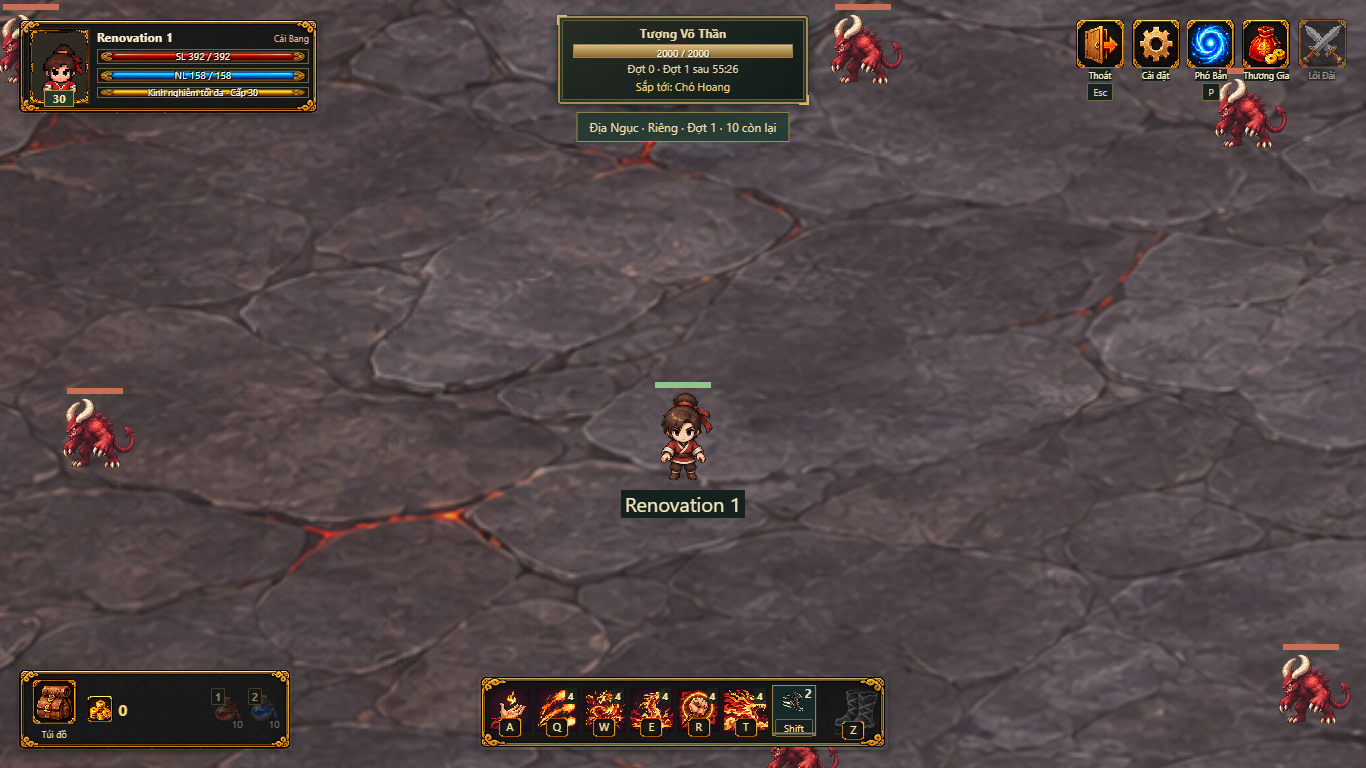 Renovation 1
Cái Bang
SL 392 / 392
NL 158 / 158
Kinh nghiệm tối đa · Cấp 30
30
Tượng Võ Thần
2000 / 2000
Đợt 0 · Đợt 1 sau 55:26
Sắp tới: Chó Hoang
Địa Ngục · Riêng · Đợt 1 · 10 còn lại
Thoát
Cài đặt
Phó Bản
Thương Gia
Lôi Đài
Esc
P
Renovation 1
Túi đồ
0
1
10
2
10
A
4
Q
4
W
4
E
4
R
4
T
2
Shift
Z